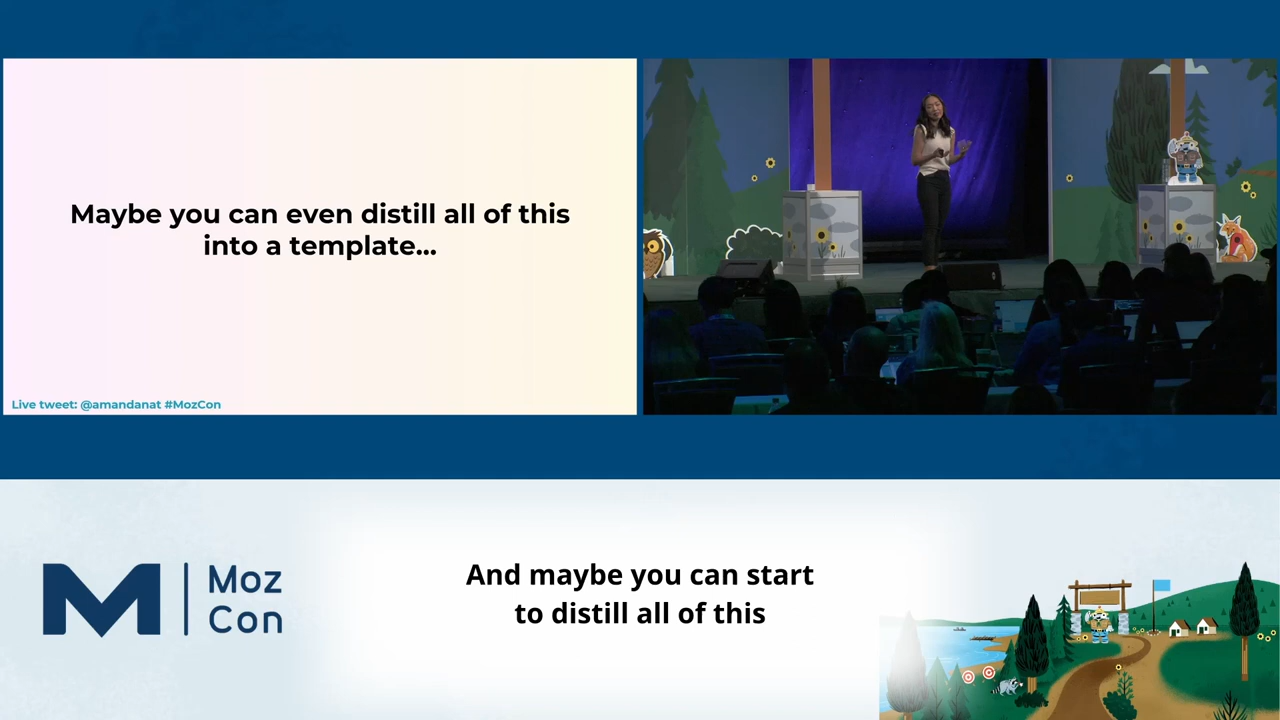 Maybe you can even distill all of this
into a template...
Live tweet: @amandanat #MozCon
Moz
Con
And maybe you can start
to distill all of this